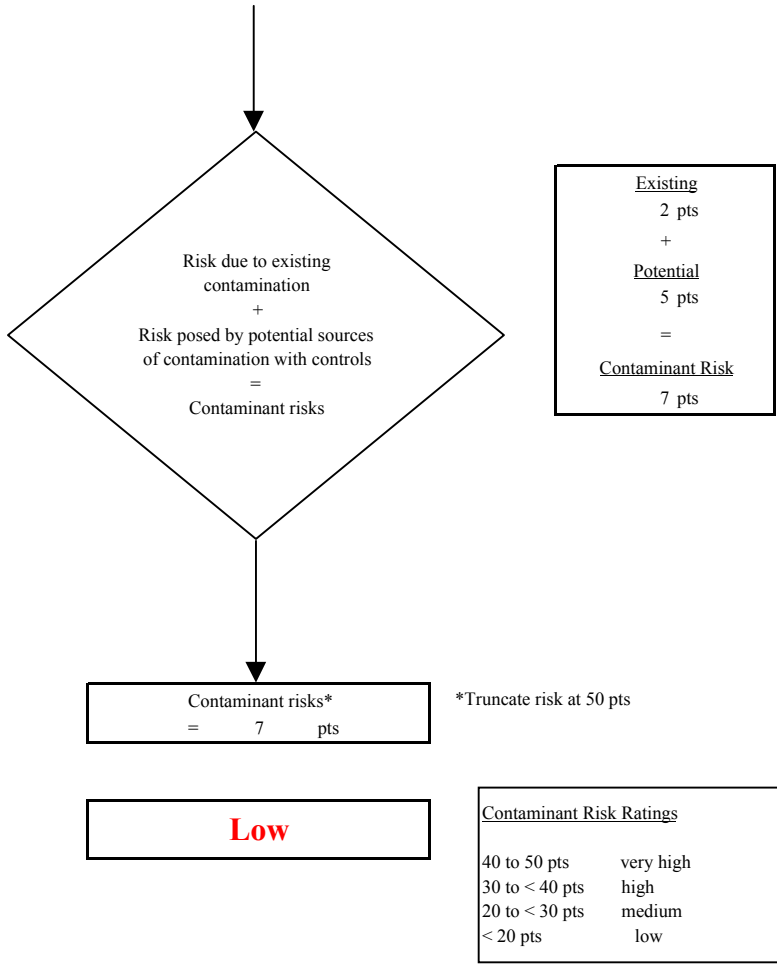 Risk due to existing
contamination
+
Risk posed by potential sources
of contamination with controls
=
Contaminant risks
Existing
2 pts
+
Potential
5 pts
=
Contaminant Risk
7 pts
Contaminant risks*
= 7 pts
*Truncate risk at 50 pts
Low
Contaminant Risk Ratings
40 to 50 pts very high
30 to < 40 pts high
20 to < 30 pts medium
< 20 pts low